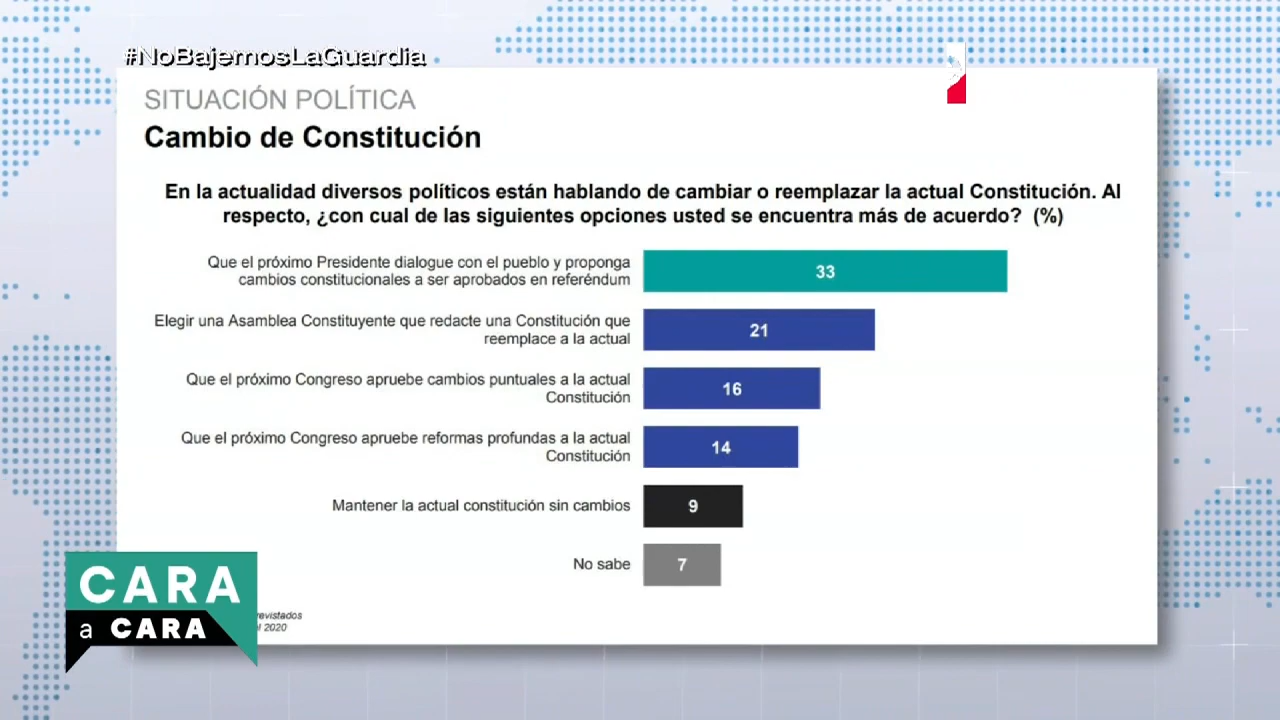 #NoBajemosLaGuardia
SITUACIÓN POLÍTICA
Cambio de Constitución
En la actualidad diversos políticos están hablando de cambiar o reemplazar la actual Constitución. Al
respecto, ¿con cual de las siguientes opciones usted se encuentra más de acuerdo? (%)
Que el próximo Presidente dialogue con el pueblo y proponga
cambios constitucionales a ser aprobados en referéndum
33
Elegir una Asamblea Constituyente que redacte una Constitución que
reemplace a la actual
21
Que el próximo Congreso apruebe cambios puntuales a la actual
Constitución
16
Que el próximo Congreso apruebe reformas profundas a la actual
Constitución
14
Mantener la actual constitución sin cambios
9
No sabe
7
CARA
a CARA
2020